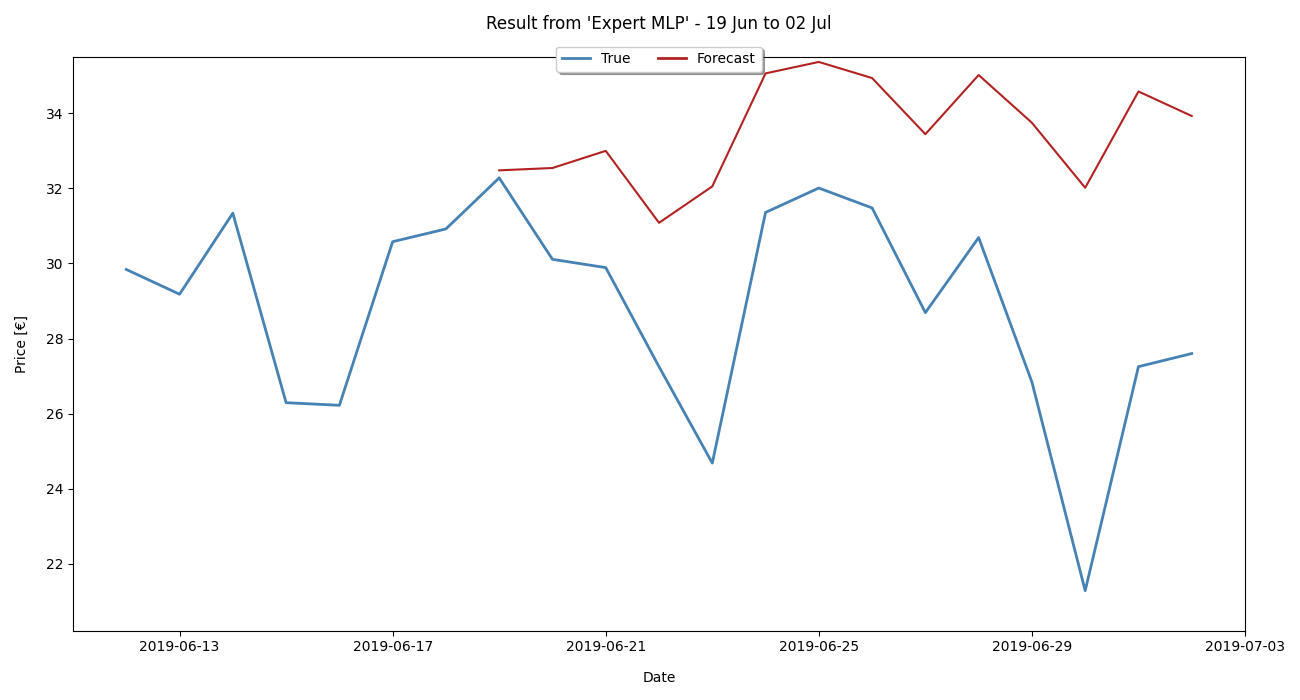 Result from 'Expert MLP' - 19 Jun to 02 Jul
True Forecast
34
32
30
28
26
24
22
Price [€]
2019-06-13 2019-06-17 2019-06-21 2019-06-25 2019-06-29 2019-07-03
Date